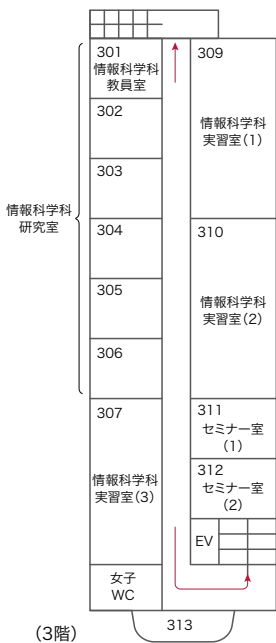 301
情報科学科
教員室
302
303
304
305
306
情報科学科
研究室
307
情報科学科
実習室(3)
女子
WC
309
情報科学科
実習室(1)
310
情報科学科
実習室(2)
311
セミナー室
(1)
312
セミナー室
(2)
EV
313
(3階)